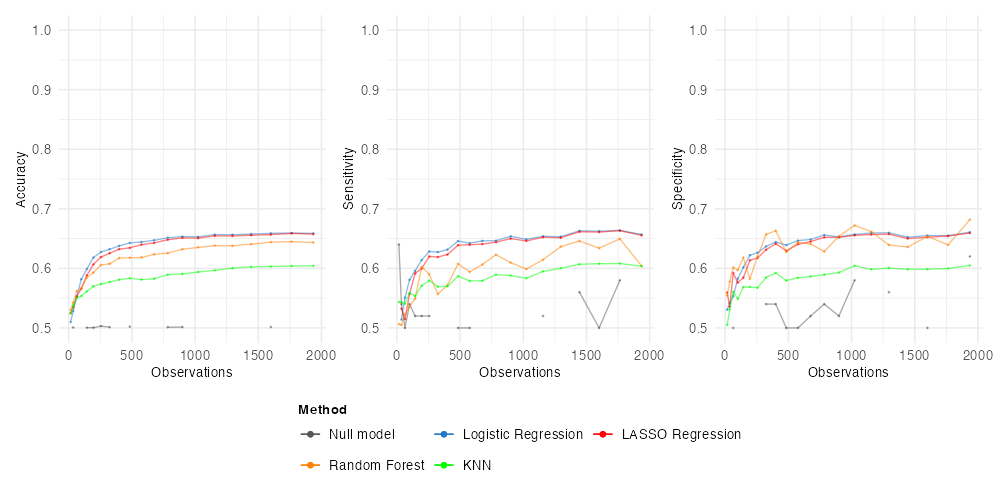 1.0
0.9
0.8
0.7
0.6
0.5
Accuracy
0
500
1000
1500
2000
Observations
1.0
0.9
0.8
0.7
0.6
0.5
Sensitivity
0
500
1000
1500
2000
Observations
1.0
0.9
0.8
0.7
0.6
0.5
Specificity
0
500
1000
1500
2000
Observations
Method
Null model
Logistic Regression
LASSO Regression
Random Forest
KNN